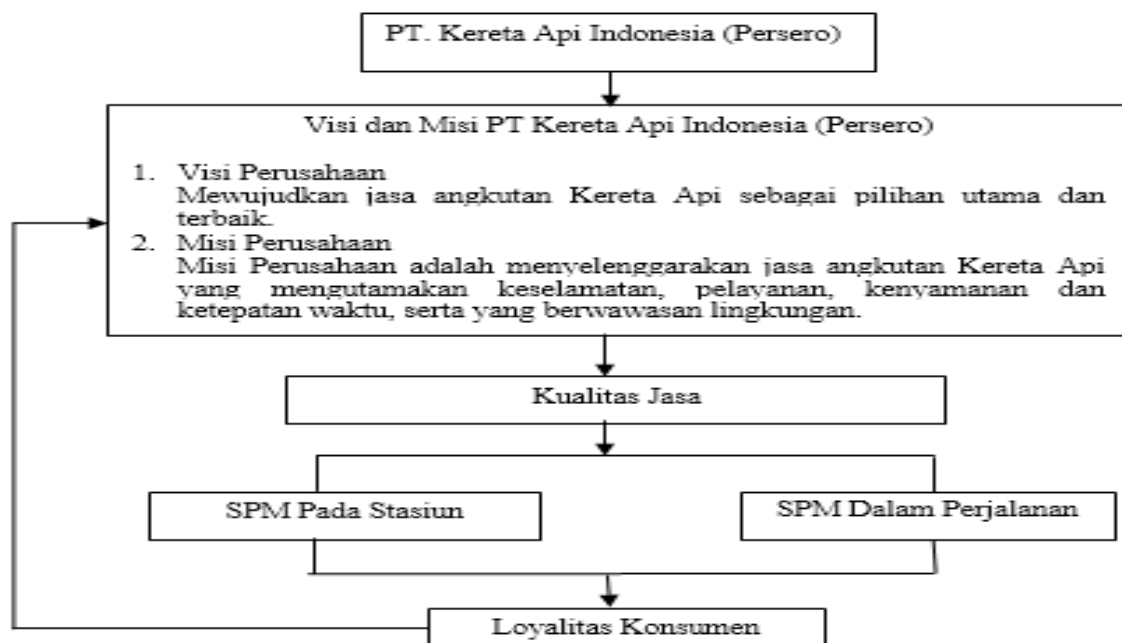 PT. Kereta Api Indonesia (Persero)
Visi dan Misi PT Kereta Api Indonesia (Persero)
1. Visi Perusahaan
Mewujudkan jasa angkutan Kereta Api sebagai pilihan utama dan
terbaik.
2. Misi Perusahaan
Misi Perusahaan adalah menyelenggarakan jasa angkutan Kereta Api
yang mengutamakan keselamatan, pelayanan, kenyamanan dan
ketepatan waktu, serta yang berwawasan lingkungan.
Kualitas Jasa
SPM Pada Stasiun
SPM Dalam Perjalanan
Loyalitas Konsumen